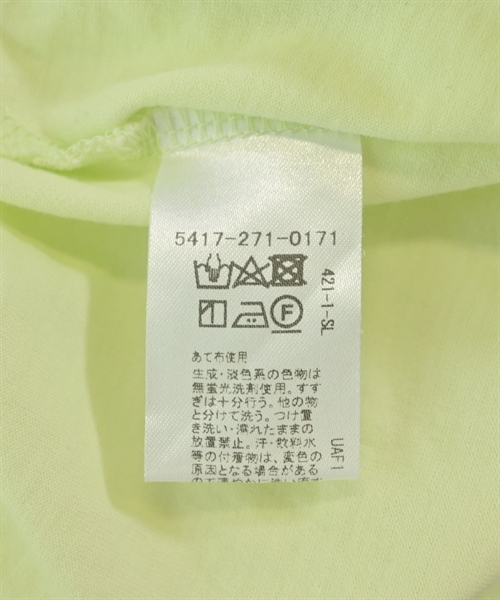 5417-271-0171
421-1-SL
F
あて布使用
生成・淡色系の色物は
無蛍光洗剤使用。すす
ぎは十分行う。他の物
と分けて洗う。つけ置
き洗い・濡れたままの
放置禁止。汗・飲料水
等の付着物は、変色の
原因となる場合がある
UAF1